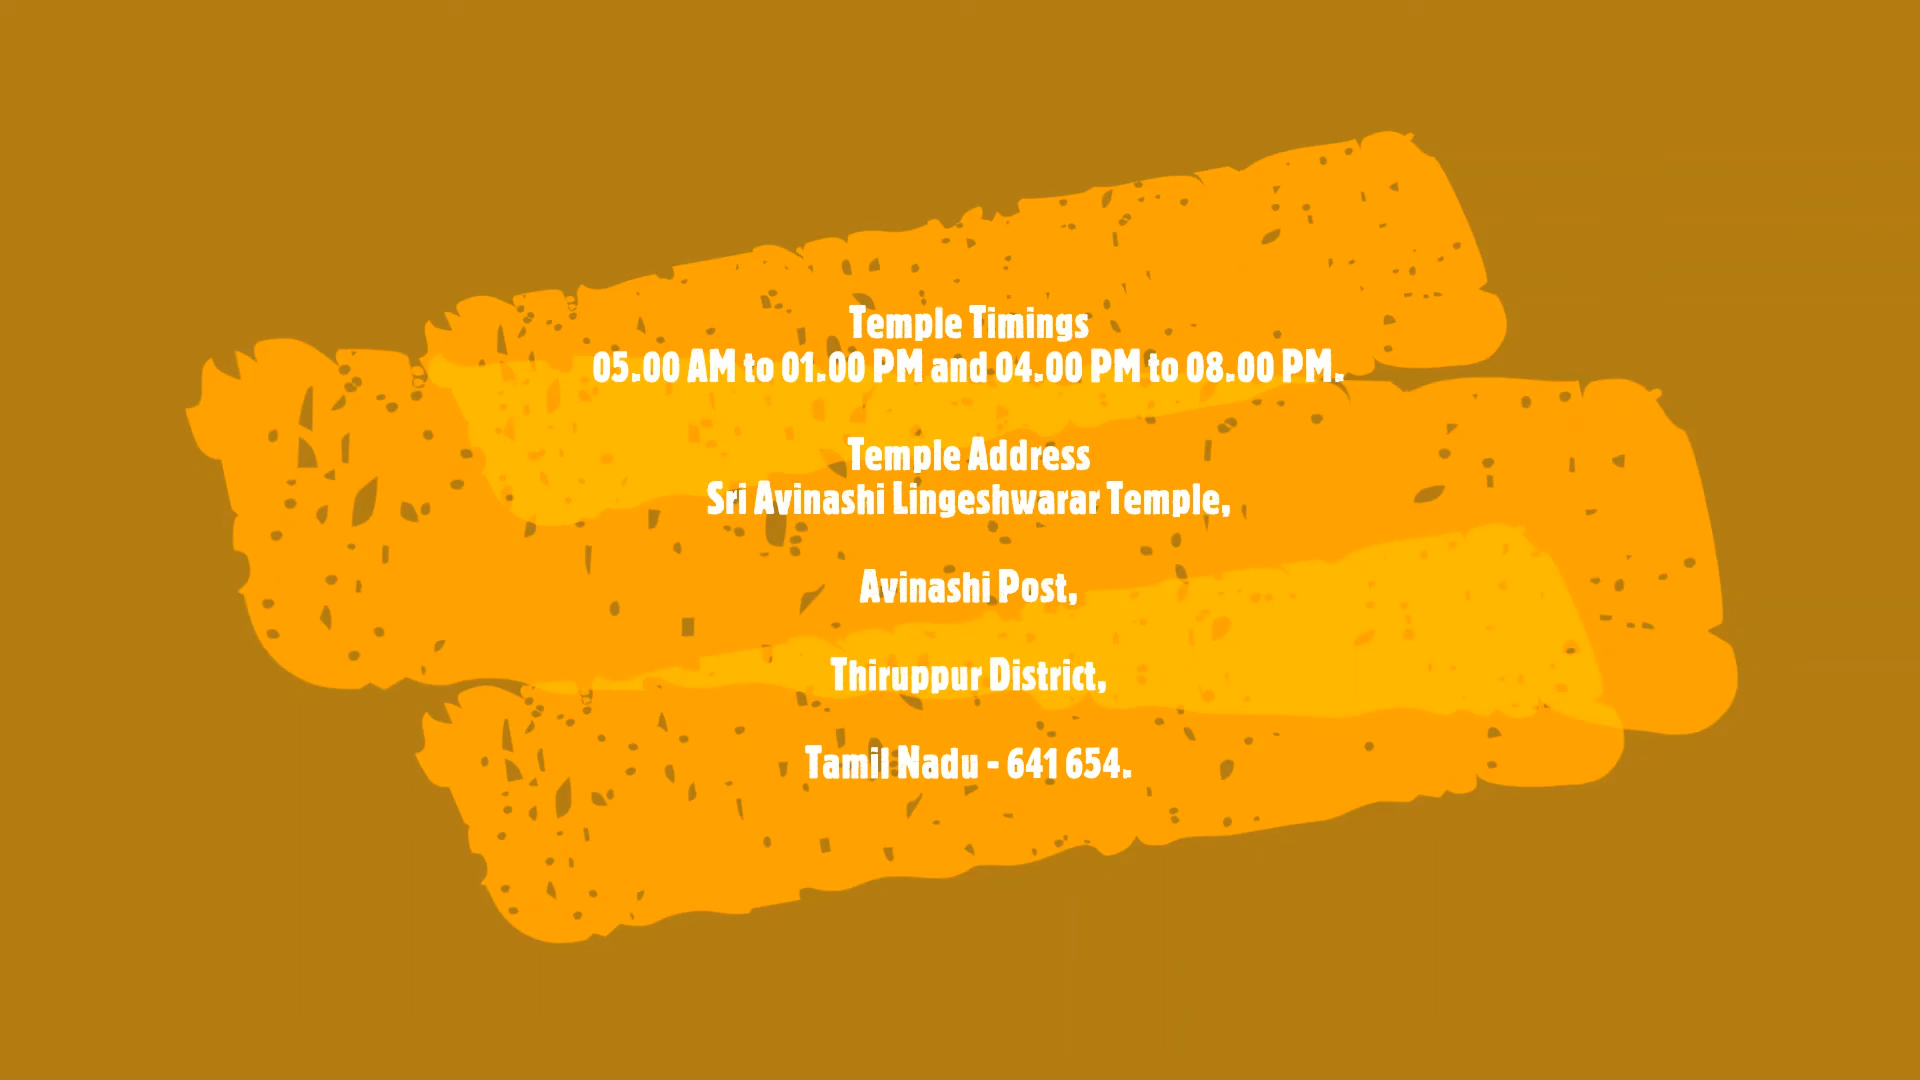 Temple Timings
05.00 AM to 01.00 PM and 04.00 PM to 08.00 PM.
Temple Address
Sri Avinashi Lingeshwarar Temple,
Avinashi Post,
Thiruppur District,
Tamil Nadu - 641 654.